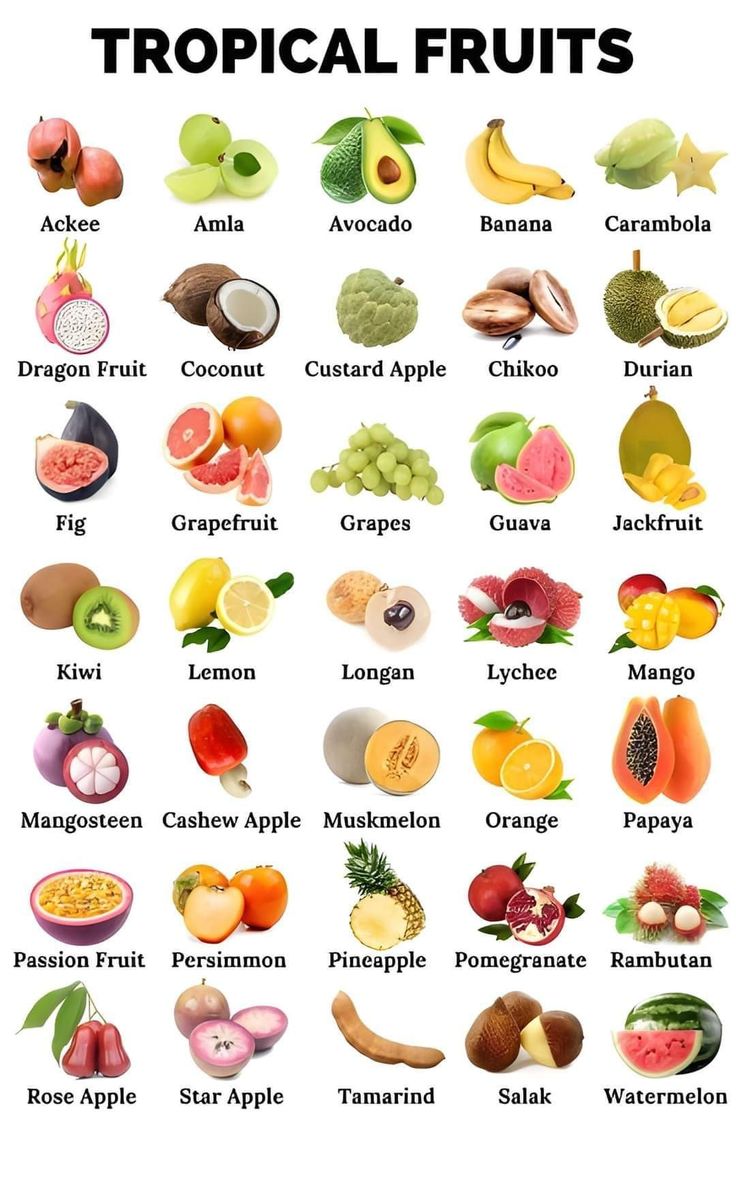 TROPICAL FRUITS
Ackee
Amla
Avocado
Banana
Carambola
Dragon Fruit
Coconut
Custard Apple
Chikoo
Durian
Fig
Grapefruit
Grapes
Guava
Jackfruit
Kiwi
Lemon
Longan
Lychee
Mango
Mangosteen
Cashew Apple
Muskmelon
Orange
Papaya
Passion Fruit
Persimmon
Pineapple
Pomegranate
Rambutan
Rose Apple
Star Apple
Tamarind
Salak
Watermelon